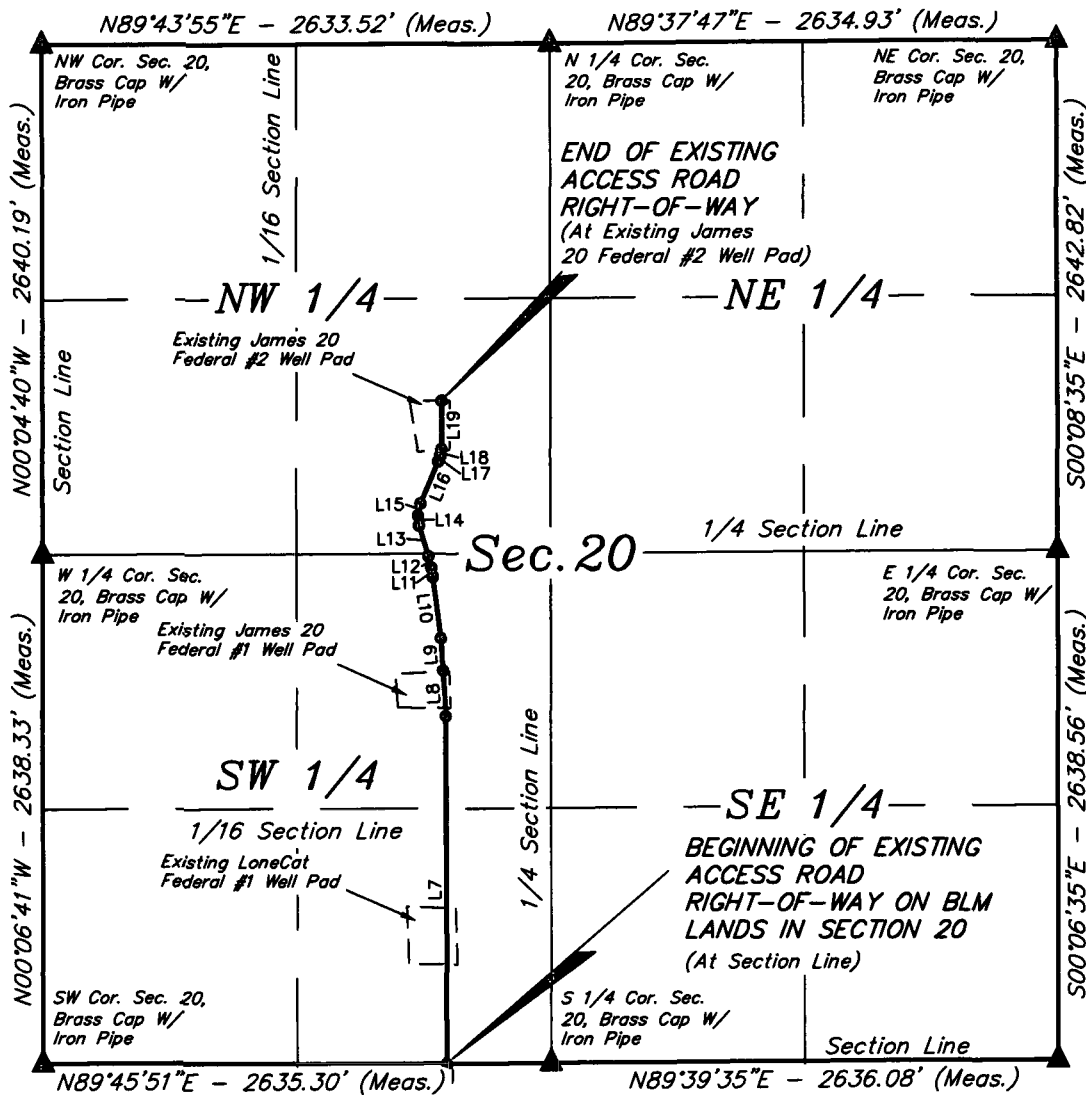 N89°43'55"E - 2633.52' (Meas.)
N89°37'47"E - 2634.93' (Meas.)
NW Cor. Sec. 20,
Brass Cap W/
Iron Pipe
1/16 Section Line
N 1/4 Cor. Sec.
20, Brass Cap W/
Iron Pipe
NE Cor. Sec. 20,
Brass Cap W/
Iron Pipe
N00°04'40"W - 2640.19' (Meas.)
Section Line
S00°08'35"E - 2642.82' (Meas.)
END OF EXISTING
ACCESS ROAD
RIGHT-OF-WAY
(At Existing James
20 Federal #2 Well Pad)
NW 1/4
NE 1/4
Existing James 20
Federal #2 Well Pad
L19
L18
L17
L16
L15
L14
L13
L12
L11
L10
L9
L8
L7
1/4 Section Line
Sec. 20
W 1/4 Cor. Sec.
20, Brass Cap W/
Iron Pipe
E 1/4 Cor. Sec.
20, Brass Cap W/
Iron Pipe
Existing James 20
Federal #1 Well Pad
N00°06'41"W - 2638.33' (Meas.)
1/4 Section Line
S00°06'35"E - 2638.56' (Meas.)
SW 1/4
SE 1/4
1/16 Section Line
Existing LoneCat
Federal #1 Well Pad
BEGINNING OF EXISTING
ACCESS ROAD
RIGHT-OF-WAY ON BLM
LANDS IN SECTION 20
(At Section Line)
SW Cor. Sec. 20,
Brass Cap W/
Iron Pipe
S 1/4 Cor. Sec.
20, Brass Cap W/
Iron Pipe
Section Line
N89°45'51"E - 2635.30' (Meas.)
N89°39'35"E - 2636.08' (Meas.)